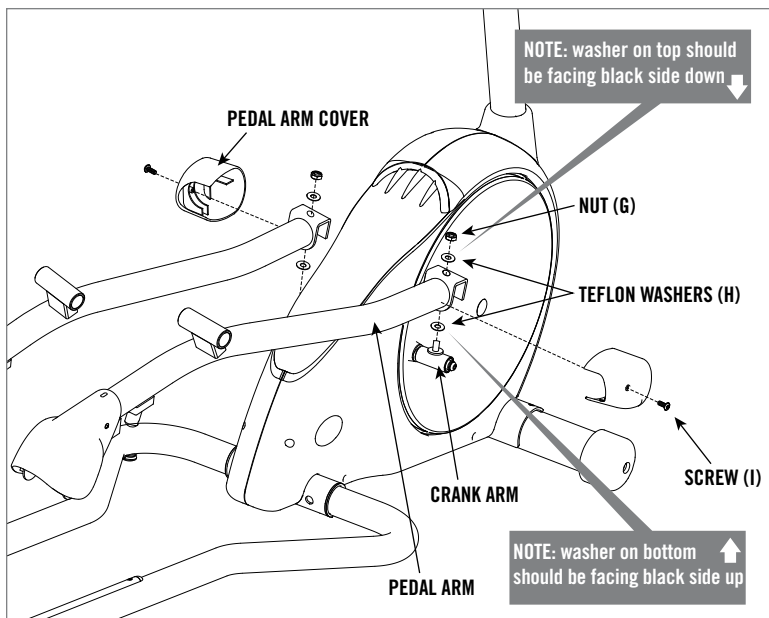 NOTE: washer on top should
be facing black side down
PEDAL ARM COVER
NUT (G)
TEFLON WASHERS (H)
SCREW (I)
CRANK ARM
NOTE: washer on bottom
should be facing black side up
PEDAL ARM